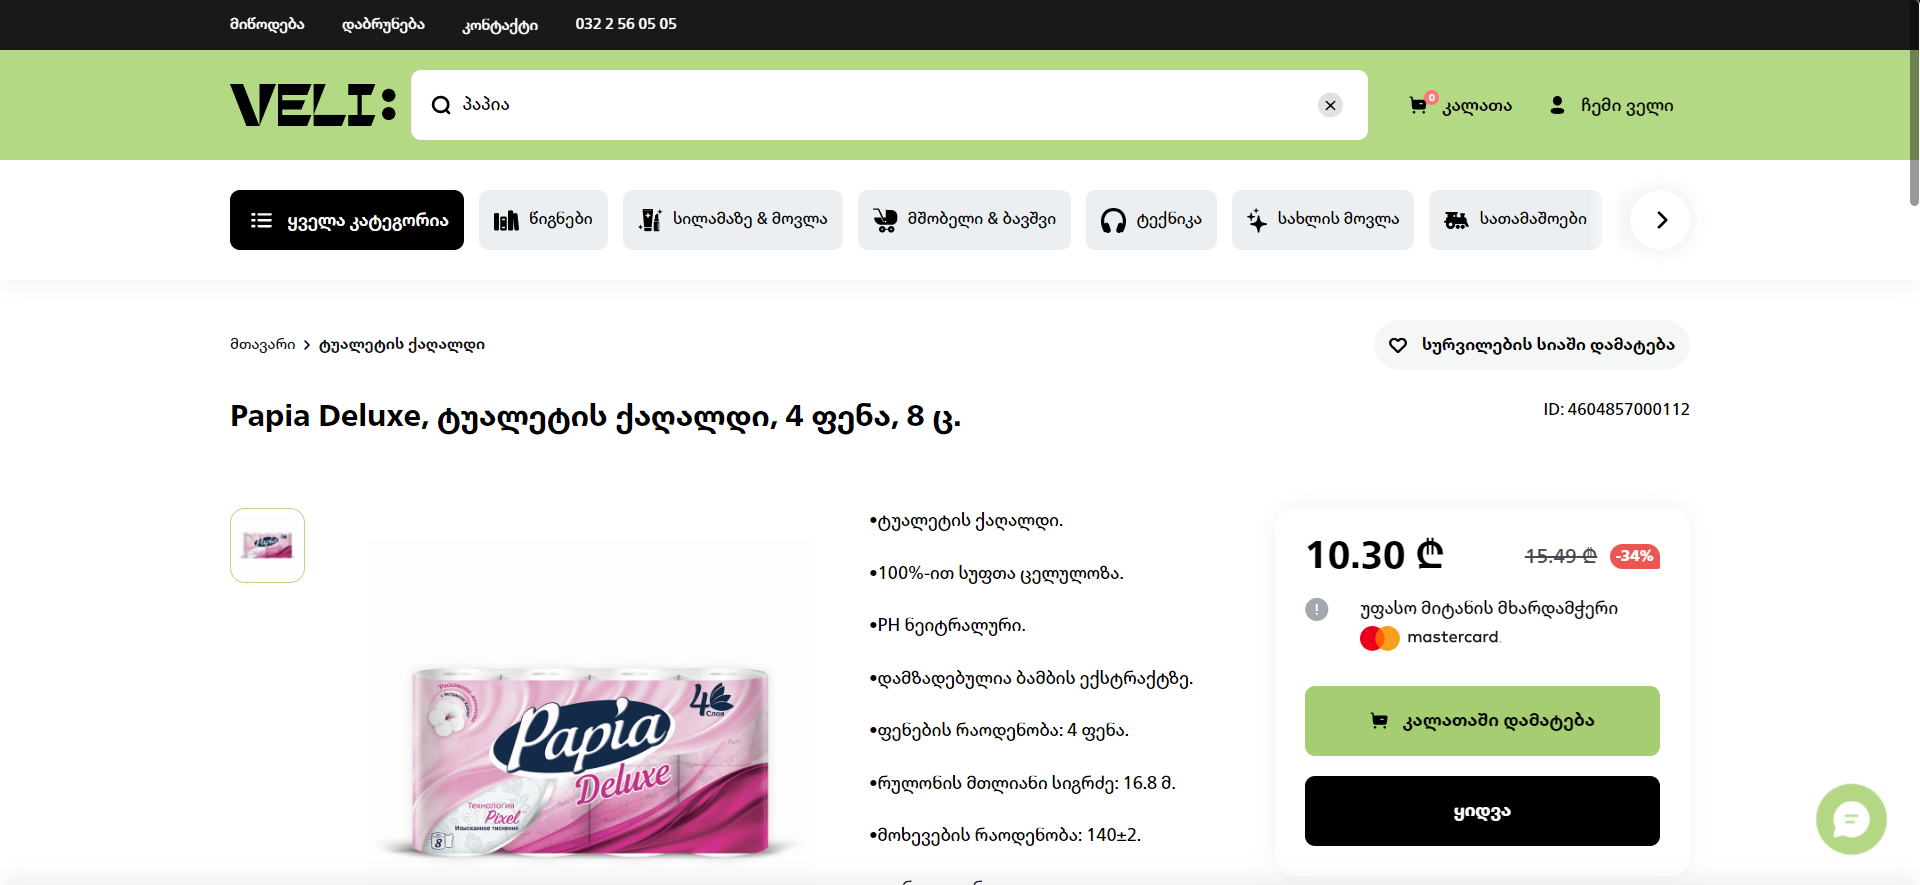 მიწოდება დაბრუნება კონტაქტი 032 2 56 05 05
VELI:
პაპია
0 კალათა ჩემი ველი
ყველა კატეგორია წიგნები სილამაზე & მოვლა მშობელი & ბავშვი ტექნიკა სახლის მოვლა სათამაშოები
მთავარი > ტუალეტის ქაღალდი
სურვილების სიაში დამატება
Papia Deluxe, ტუალეტის ქაღალდი, 4 ფენა, 8 ც.
ID: 4604857000112
•ტუალეტის ქაღალდი.
•100%-ით სუფთა ცელულოზა.
•PH ნეიტრალური.
•დამზადებულია ბამბის ექსტრაქტზე.
•ფენების რაოდენობა: 4 ფენა.
•რულონის მთლიანი სიგრძე: 16.8 მ.
•მოხევების რაოდენობა: 140±2.
4
Слоя
Papia
Deluxe
Технология
Pixel
Изысканное тиснение
8
10.30 ₾ 15.49 ₾ -34%
უფასო მიტანის მხარდამჭერი
mastercard.
კალათაში დამატება
ყიდვა